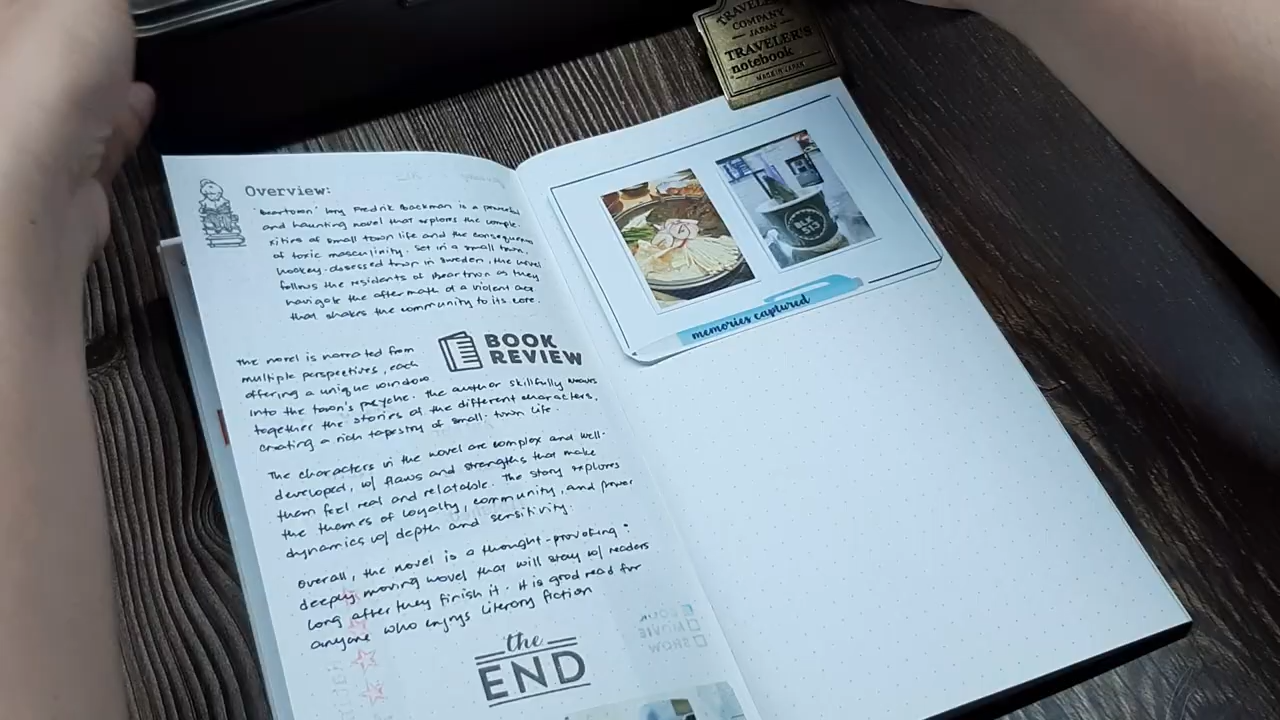 Overview:
'Beartown' by Fredrik Backman is a powerful
and haunting novel that explores the comple-
xities of small town life and the consequences
of toxic masculinity. Set in a small town,
hockey-obsessed town in Sweden, the novel
follows the residents of Beartown as they
navigate the aftermath of a violent act
that shakes the community to its core.
BOOK
REVIEW
The novel is narrated from
multiple perspectives, each
offering a unique window
into the town's psyche. The author skillfully weaves
together the stories of the different characters,
creating a rich tapestry of small-town life.
The characters in the novel are complex and well-
developed, w/ flaws and strengths that make
them feel real and relatable. The story explores
the themes of loyalty, community, and power
dynamics w/ depth and sensitivity.
Overall, the novel is a thought-provoking &
deeply moving novel that will stay w/ readers
long after they finish it. It is good read for
anyone who enjoys literary fiction
the
END
TRAVELER'S
COMPANY
JAPAN
TRAVELER'S
notebook
MADE IN JAPAN
BLK
513
memories captured
BOOK
MOVIE
SHOW